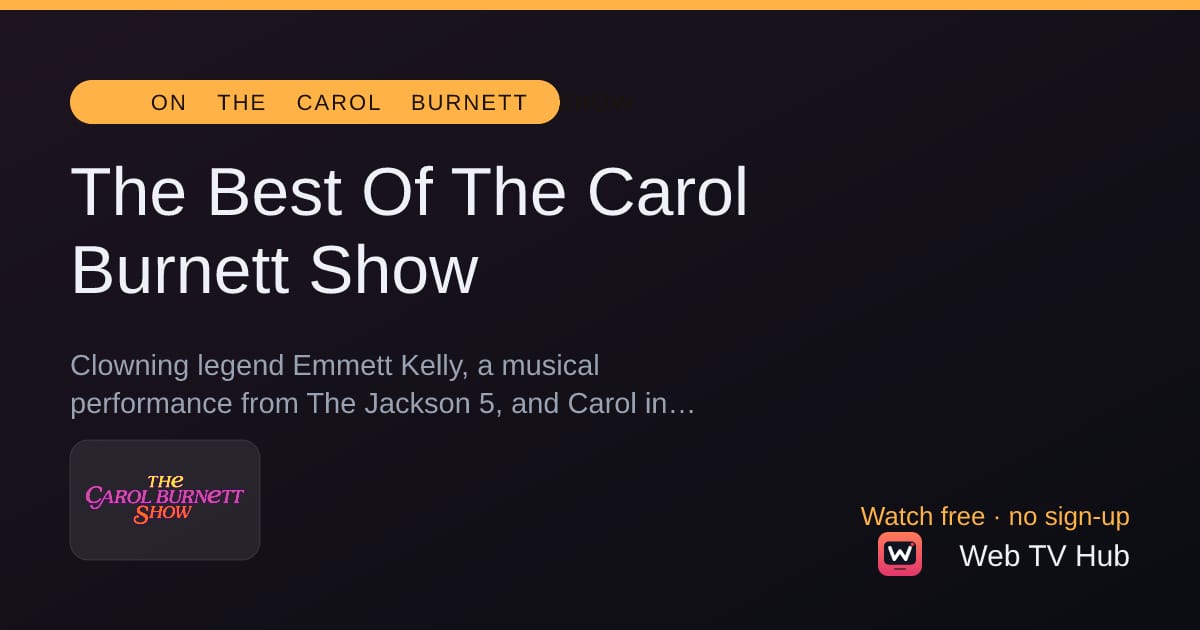 ON THE CAROL BURNETT SHOW
The Best Of The Carol
Burnett Show
Clowning legend Emmett Kelly, a musical
performance from The Jackson 5, and Carol in…
THE
CAROL BURNETT
SHOW
Watch free · no sign-up
W
Web TV Hub